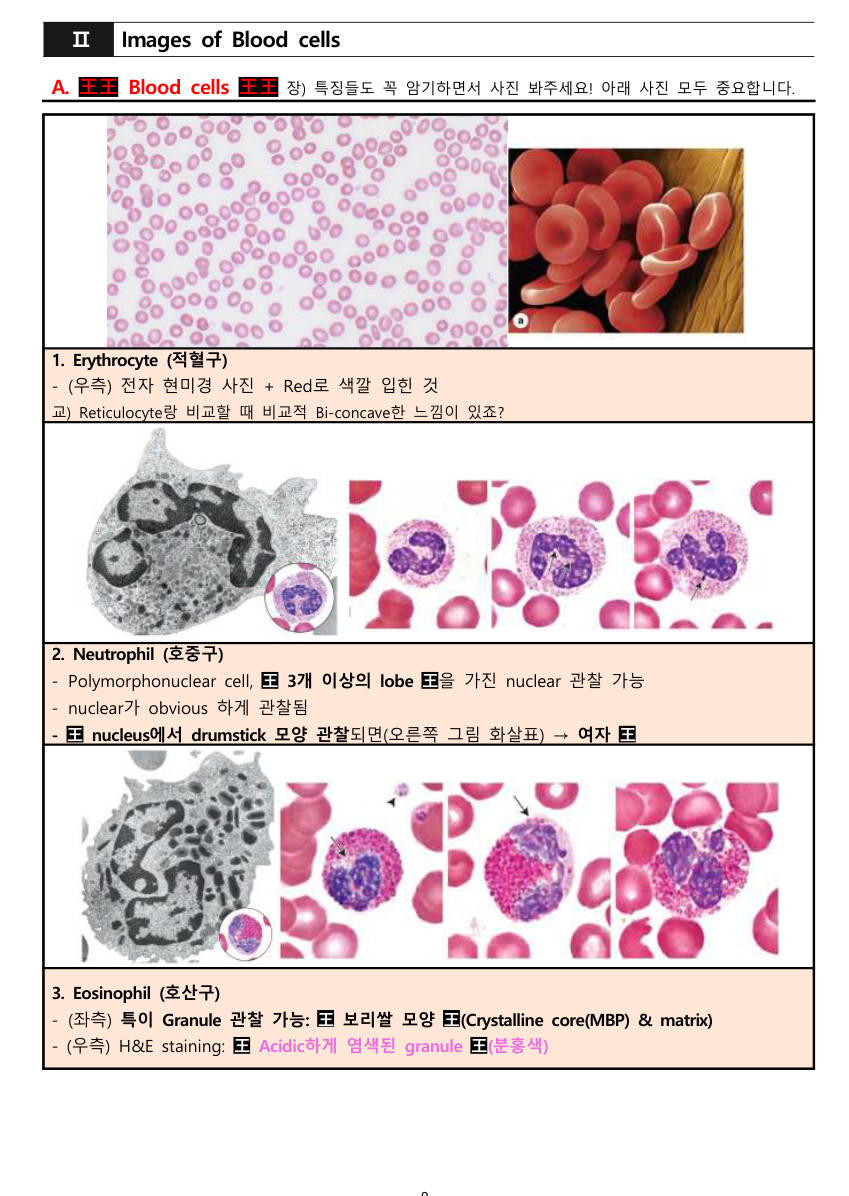 Ⅱ Images of Blood cells
A. 王王 Blood cells 王王 장) 특징들도 꼭 암기하면서 사진 봐주세요! 아래 사진 모두 중요합니다.
a
1. Erythrocyte (적혈구)
- (우측) 전자 현미경 사진 + Red로 색깔 입힌 것
교) Reticulocyte랑 비교할 때 비교적 Bi-concave한 느낌이 있죠?
2. Neutrophil (호중구)
- Polymorphonuclear cell, 王 3개 이상의 lobe 王을 가진 nuclear 관찰 가능
- nuclear가 obvious 하게 관찰됨
- 王 nucleus에서 drumstick 모양 관찰되면(오른쪽 그림 화살표) → 여자 王
3. Eosinophil (호산구)
- (좌측) 특이 Granule 관찰 가능: 王 보리쌀 모양 王(Crystalline core(MBP) & matrix)
- (우측) H&E staining: 王 Acidic하게 염색된 granule 王(분홍색)